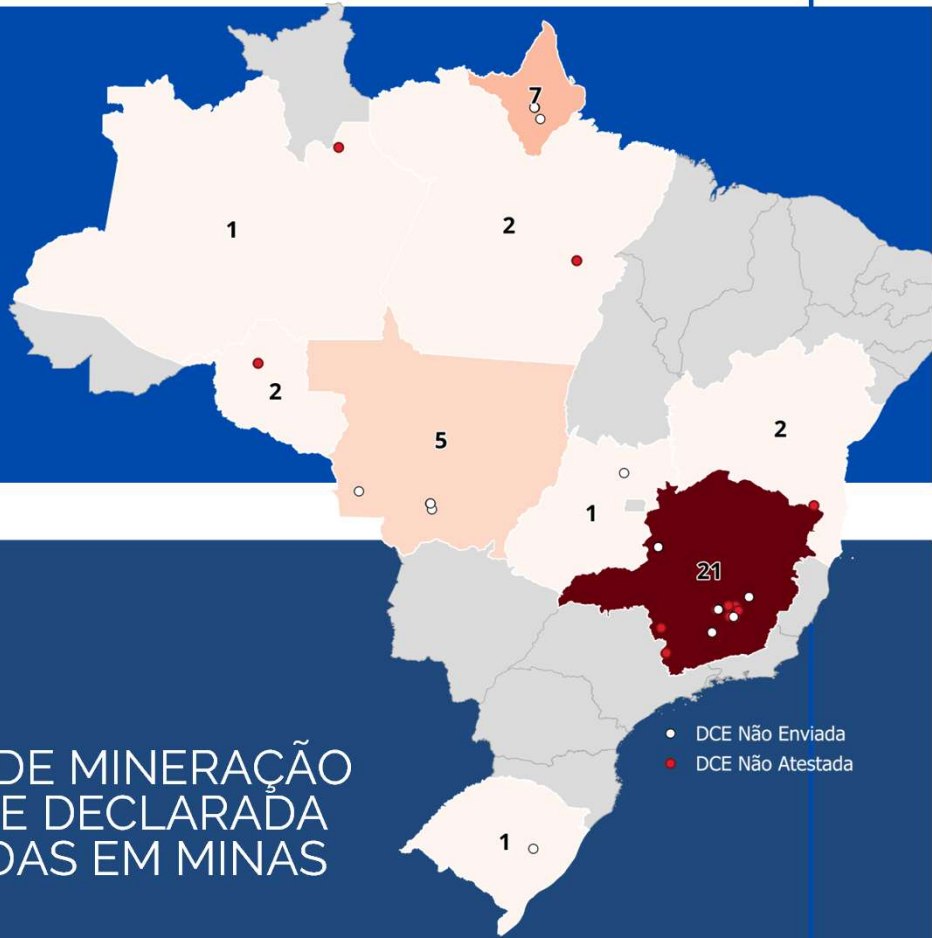 7
1
2
2
5
2
1
21
DCE Não Enviada
DCE Não Atestada
DE MINERAÇÃO
E DECLARADA
DAS EM MINAS
1